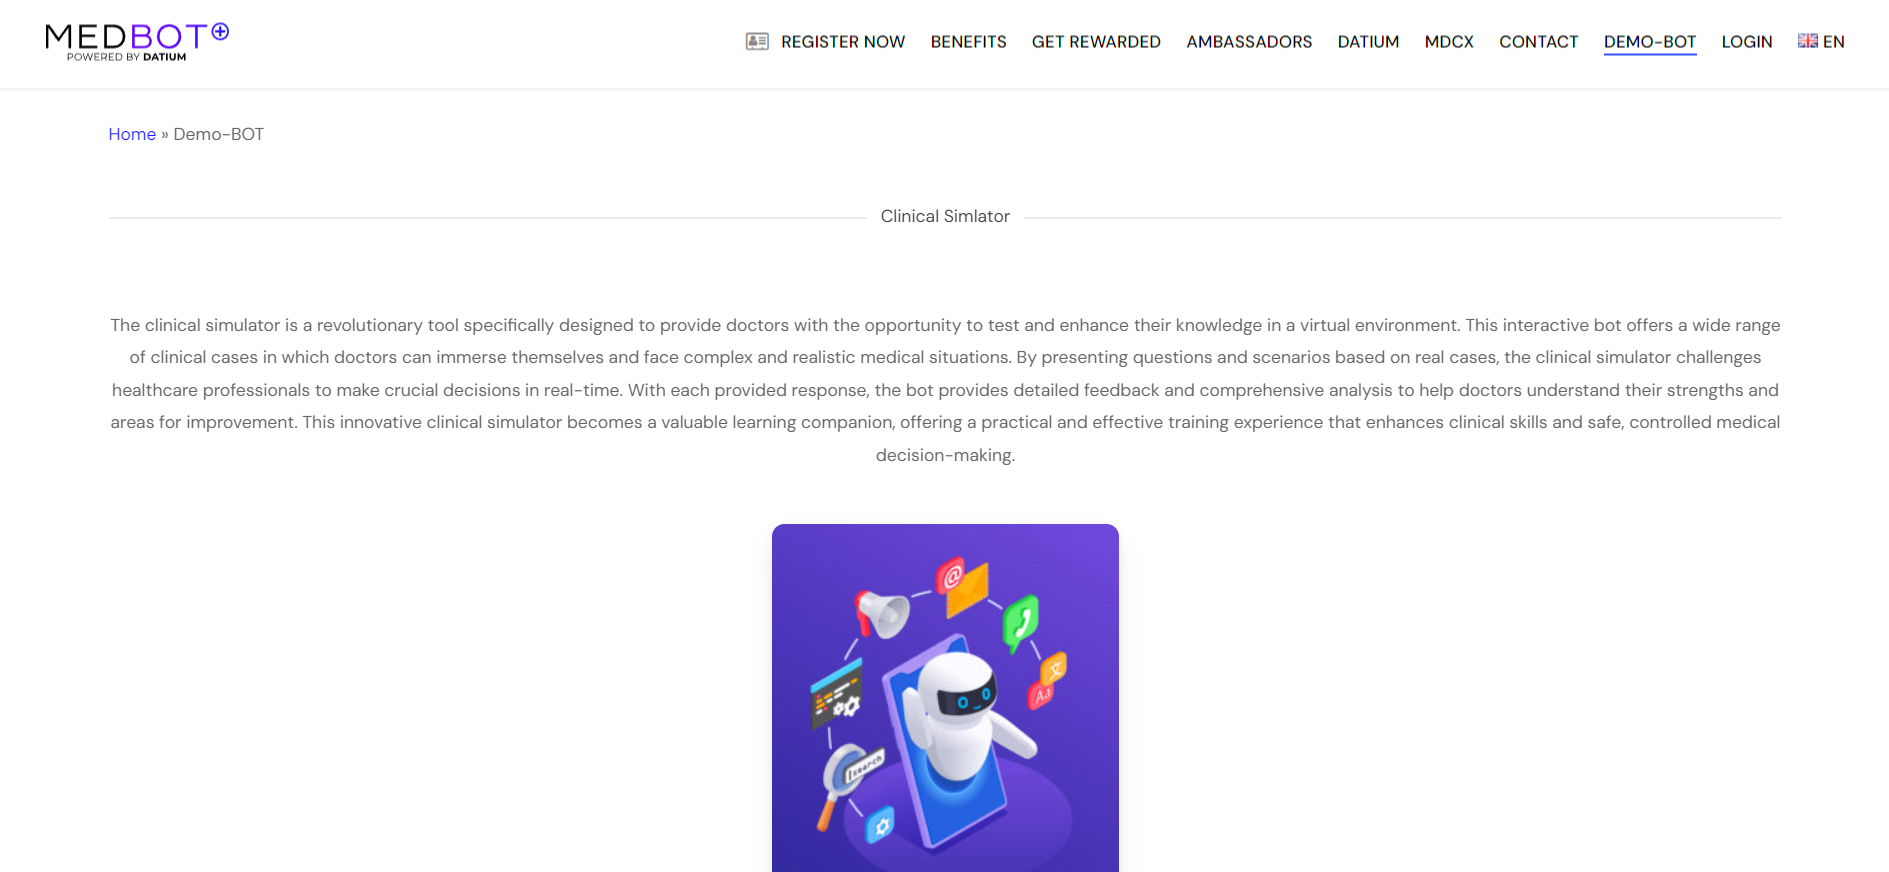 MEDBOT
POWERED BY DATIUM
REGISTER NOW BENEFITS GET REWARDED AMBASSADORS DATIUM MDCX CONTACT DEMO-BOT LOGIN EN
Home » Demo-BOT
Clinical Simlator
The clinical simulator is a revolutionary tool specifically designed to provide doctors with the opportunity to test and enhance their knowledge in a virtual environment. This interactive bot offers a wide range
of clinical cases in which doctors can immerse themselves and face complex and realistic medical situations. By presenting questions and scenarios based on real cases, the clinical simulator challenges
healthcare professionals to make crucial decisions in real-time. With each provided response, the bot provides detailed feedback and comprehensive analysis to help doctors understand their strengths and
areas for improvement. This innovative clinical simulator becomes a valuable learning companion, offering a practical and effective training experience that enhances clinical skills and safe, controlled medical
decision-making.
@
文
Aa
search